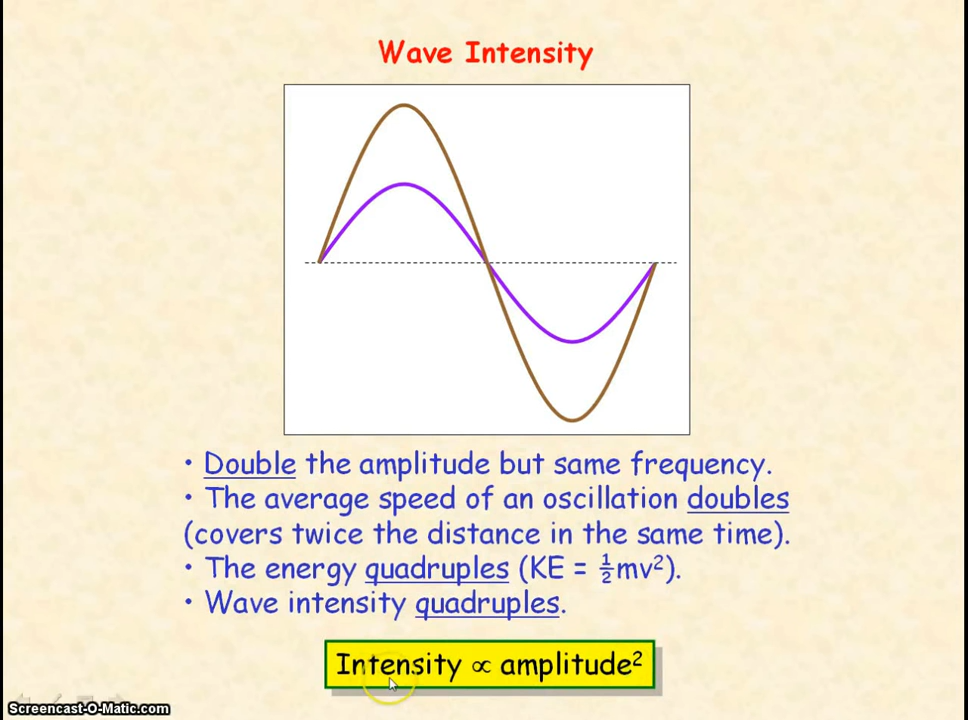 Wave Intensity
• Double the amplitude but same frequency.
• The average speed of an oscillation doubles
(covers twice the distance in the same time).
• The energy quadruples (KE = ½mv²).
• Wave intensity quadruples.
Intensity ∝ amplitude²
Screencast-O-Matic.com